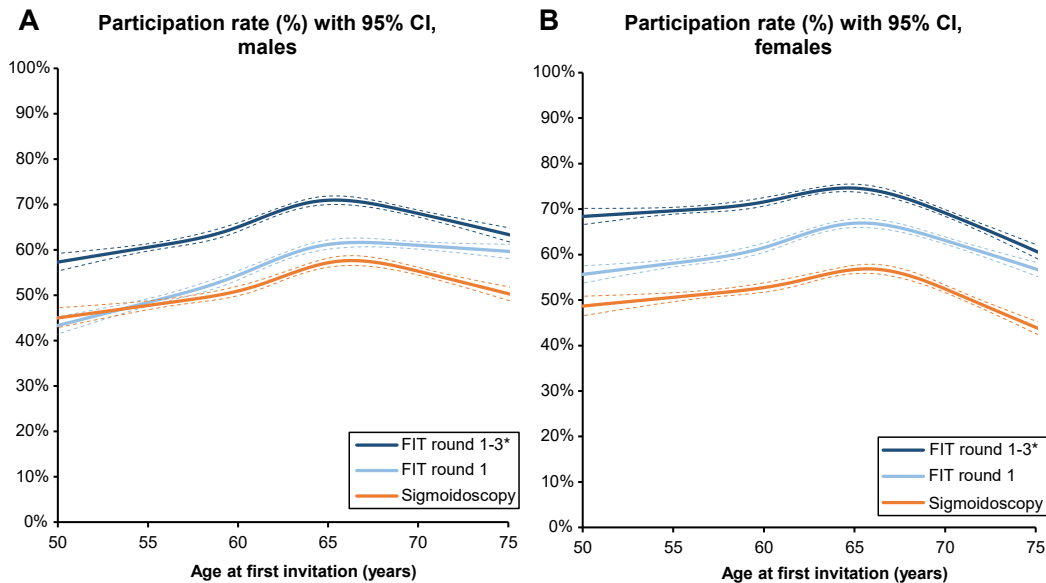 A
Participation rate (%) with 95% CI,
males
100%
90%
80%
70%
60%
50%
40%
30%
20%
10%
0%
FIT round 1-3*
FIT round 1
Sigmoidoscopy
50 55 60 65 70 75
Age at first invitation (years)
B
Participation rate (%) with 95% CI,
females
100%
90%
80%
70%
60%
50%
40%
30%
20%
10%
0%
FIT round 1-3*
FIT round 1
Sigmoidoscopy
50 55 60 65 70 75
Age at first invitation (years)